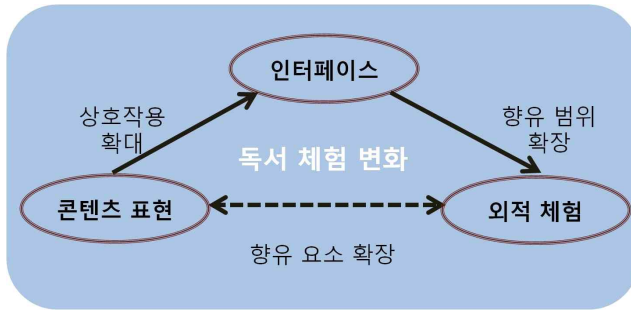 인터페이스
상호작용
확대
향유 범위
확장
독서 체험 변화
콘텐츠 표현
외적 체험
향유 요소 확장